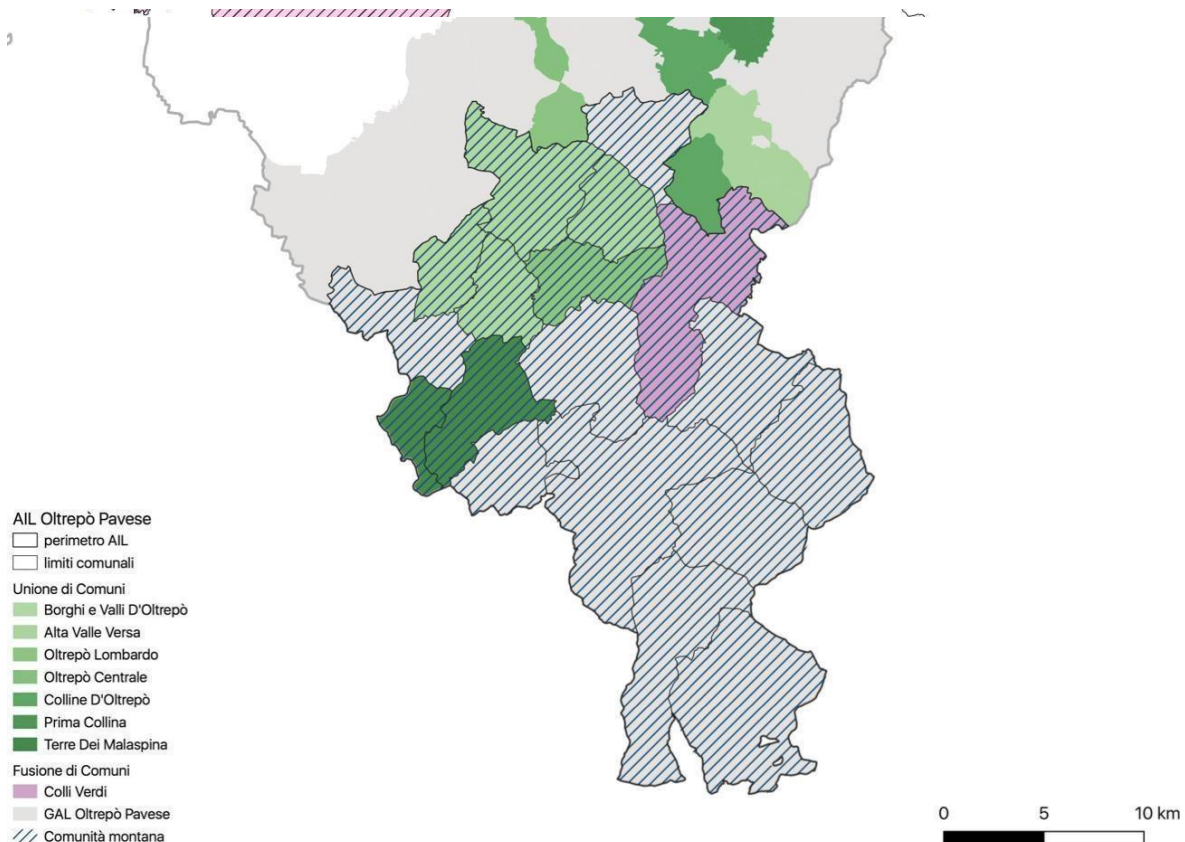 AIL Oltrepò Pavese
perimetro AIL
limiti comunali
Unione di Comuni
Borghi e Valli D'Oltrepò
Alta Valle Versa
Oltrepò Lombardo
Oltrepò Centrale
Colline D'Oltrepò
Prima Collina
Terre Dei Malaspina
Fusione di Comuni
Colli Verdi
GAL Oltrepò Pavese
Comunità montana
0 5 10 km